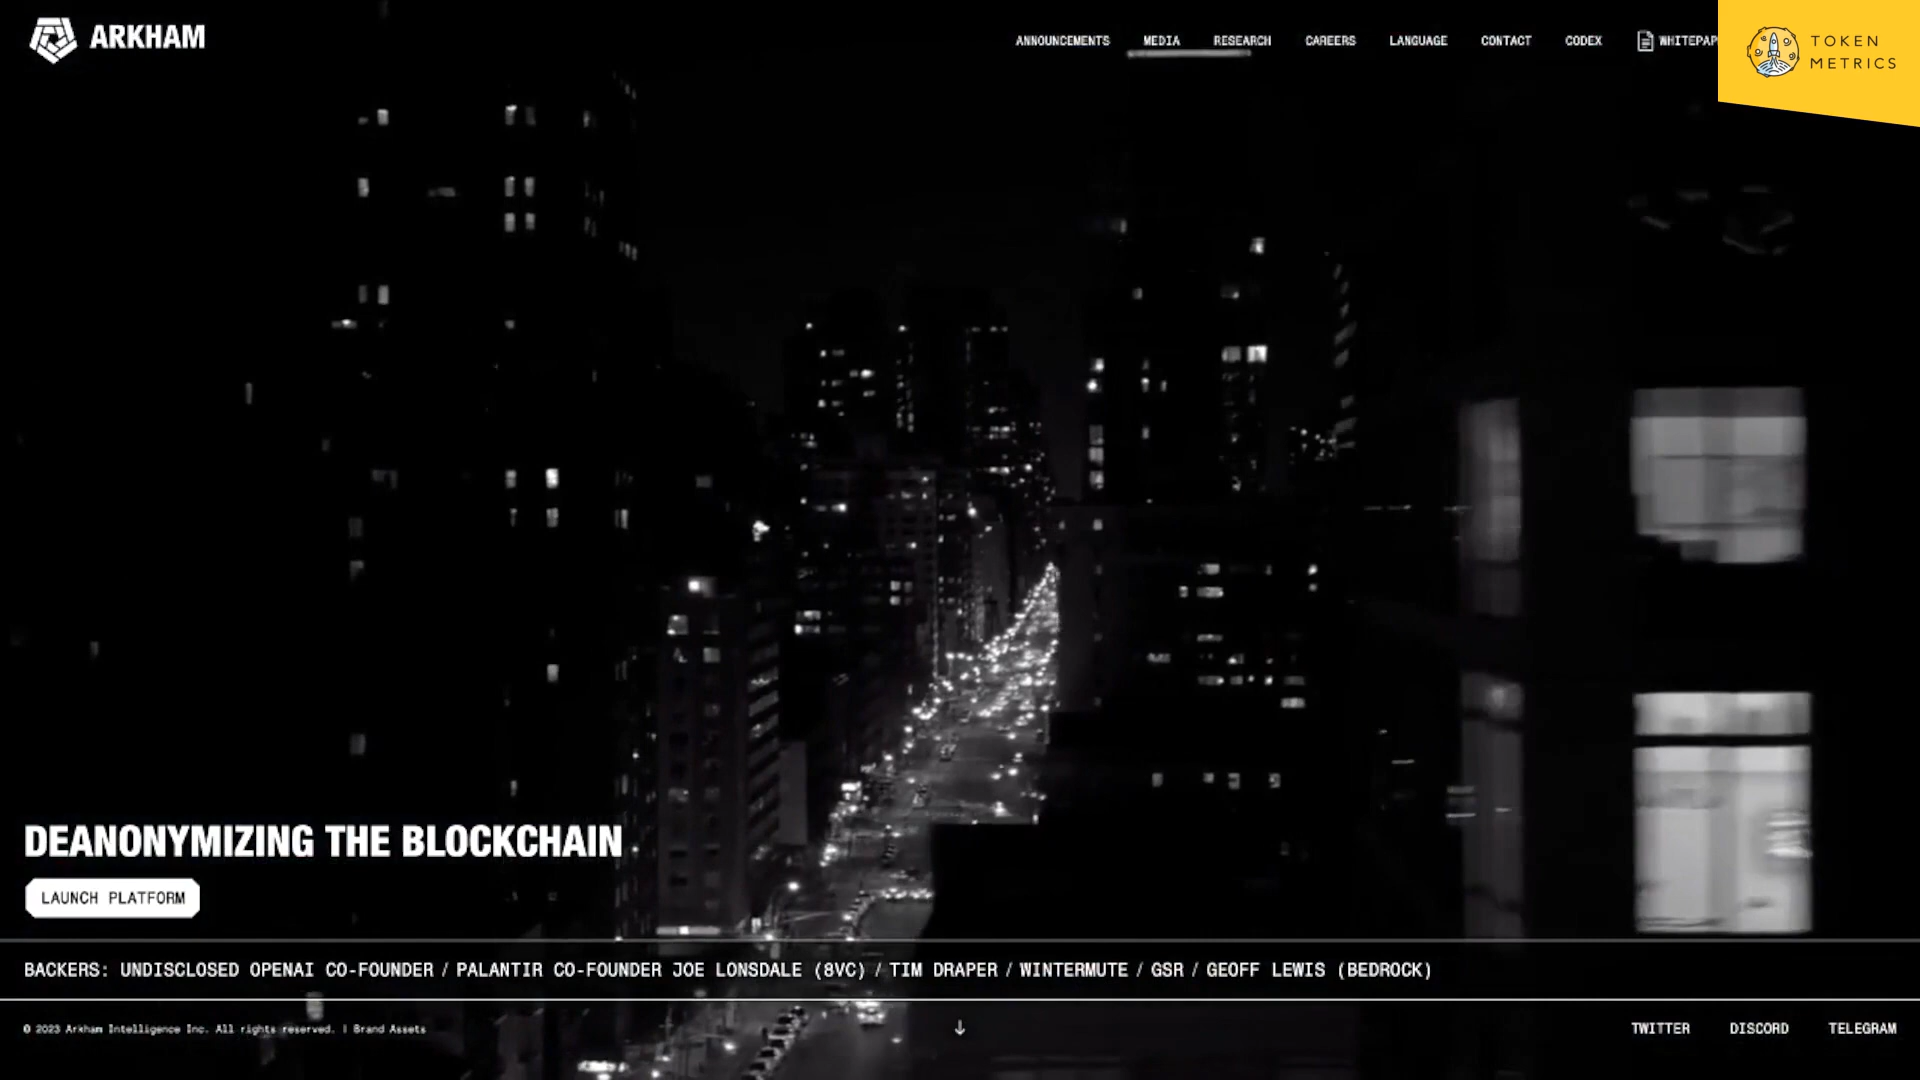 ARKHAM
ANNOUNCEMENTS MEDIA RESEARCH CAREERS LANGUAGE CONTACT CODEX WHITEPAP
TOKEN
METRICS
DEANONYMIZING THE BLOCKCHAIN
LAUNCH PLATFORM
BACKERS: UNDISCLOSED OPENAI CO-FOUNDER / PALANTIR CO-FOUNDER JOE LONSDALE (8VC) / TIM DRAPER / WINTERMUTE / GSR / GEOFF LEWIS (BEDROCK)
© 2023 Arkham Intelligence Inc. All rights reserved. | Brand Assets
TWITTER DISCORD TELEGRAM